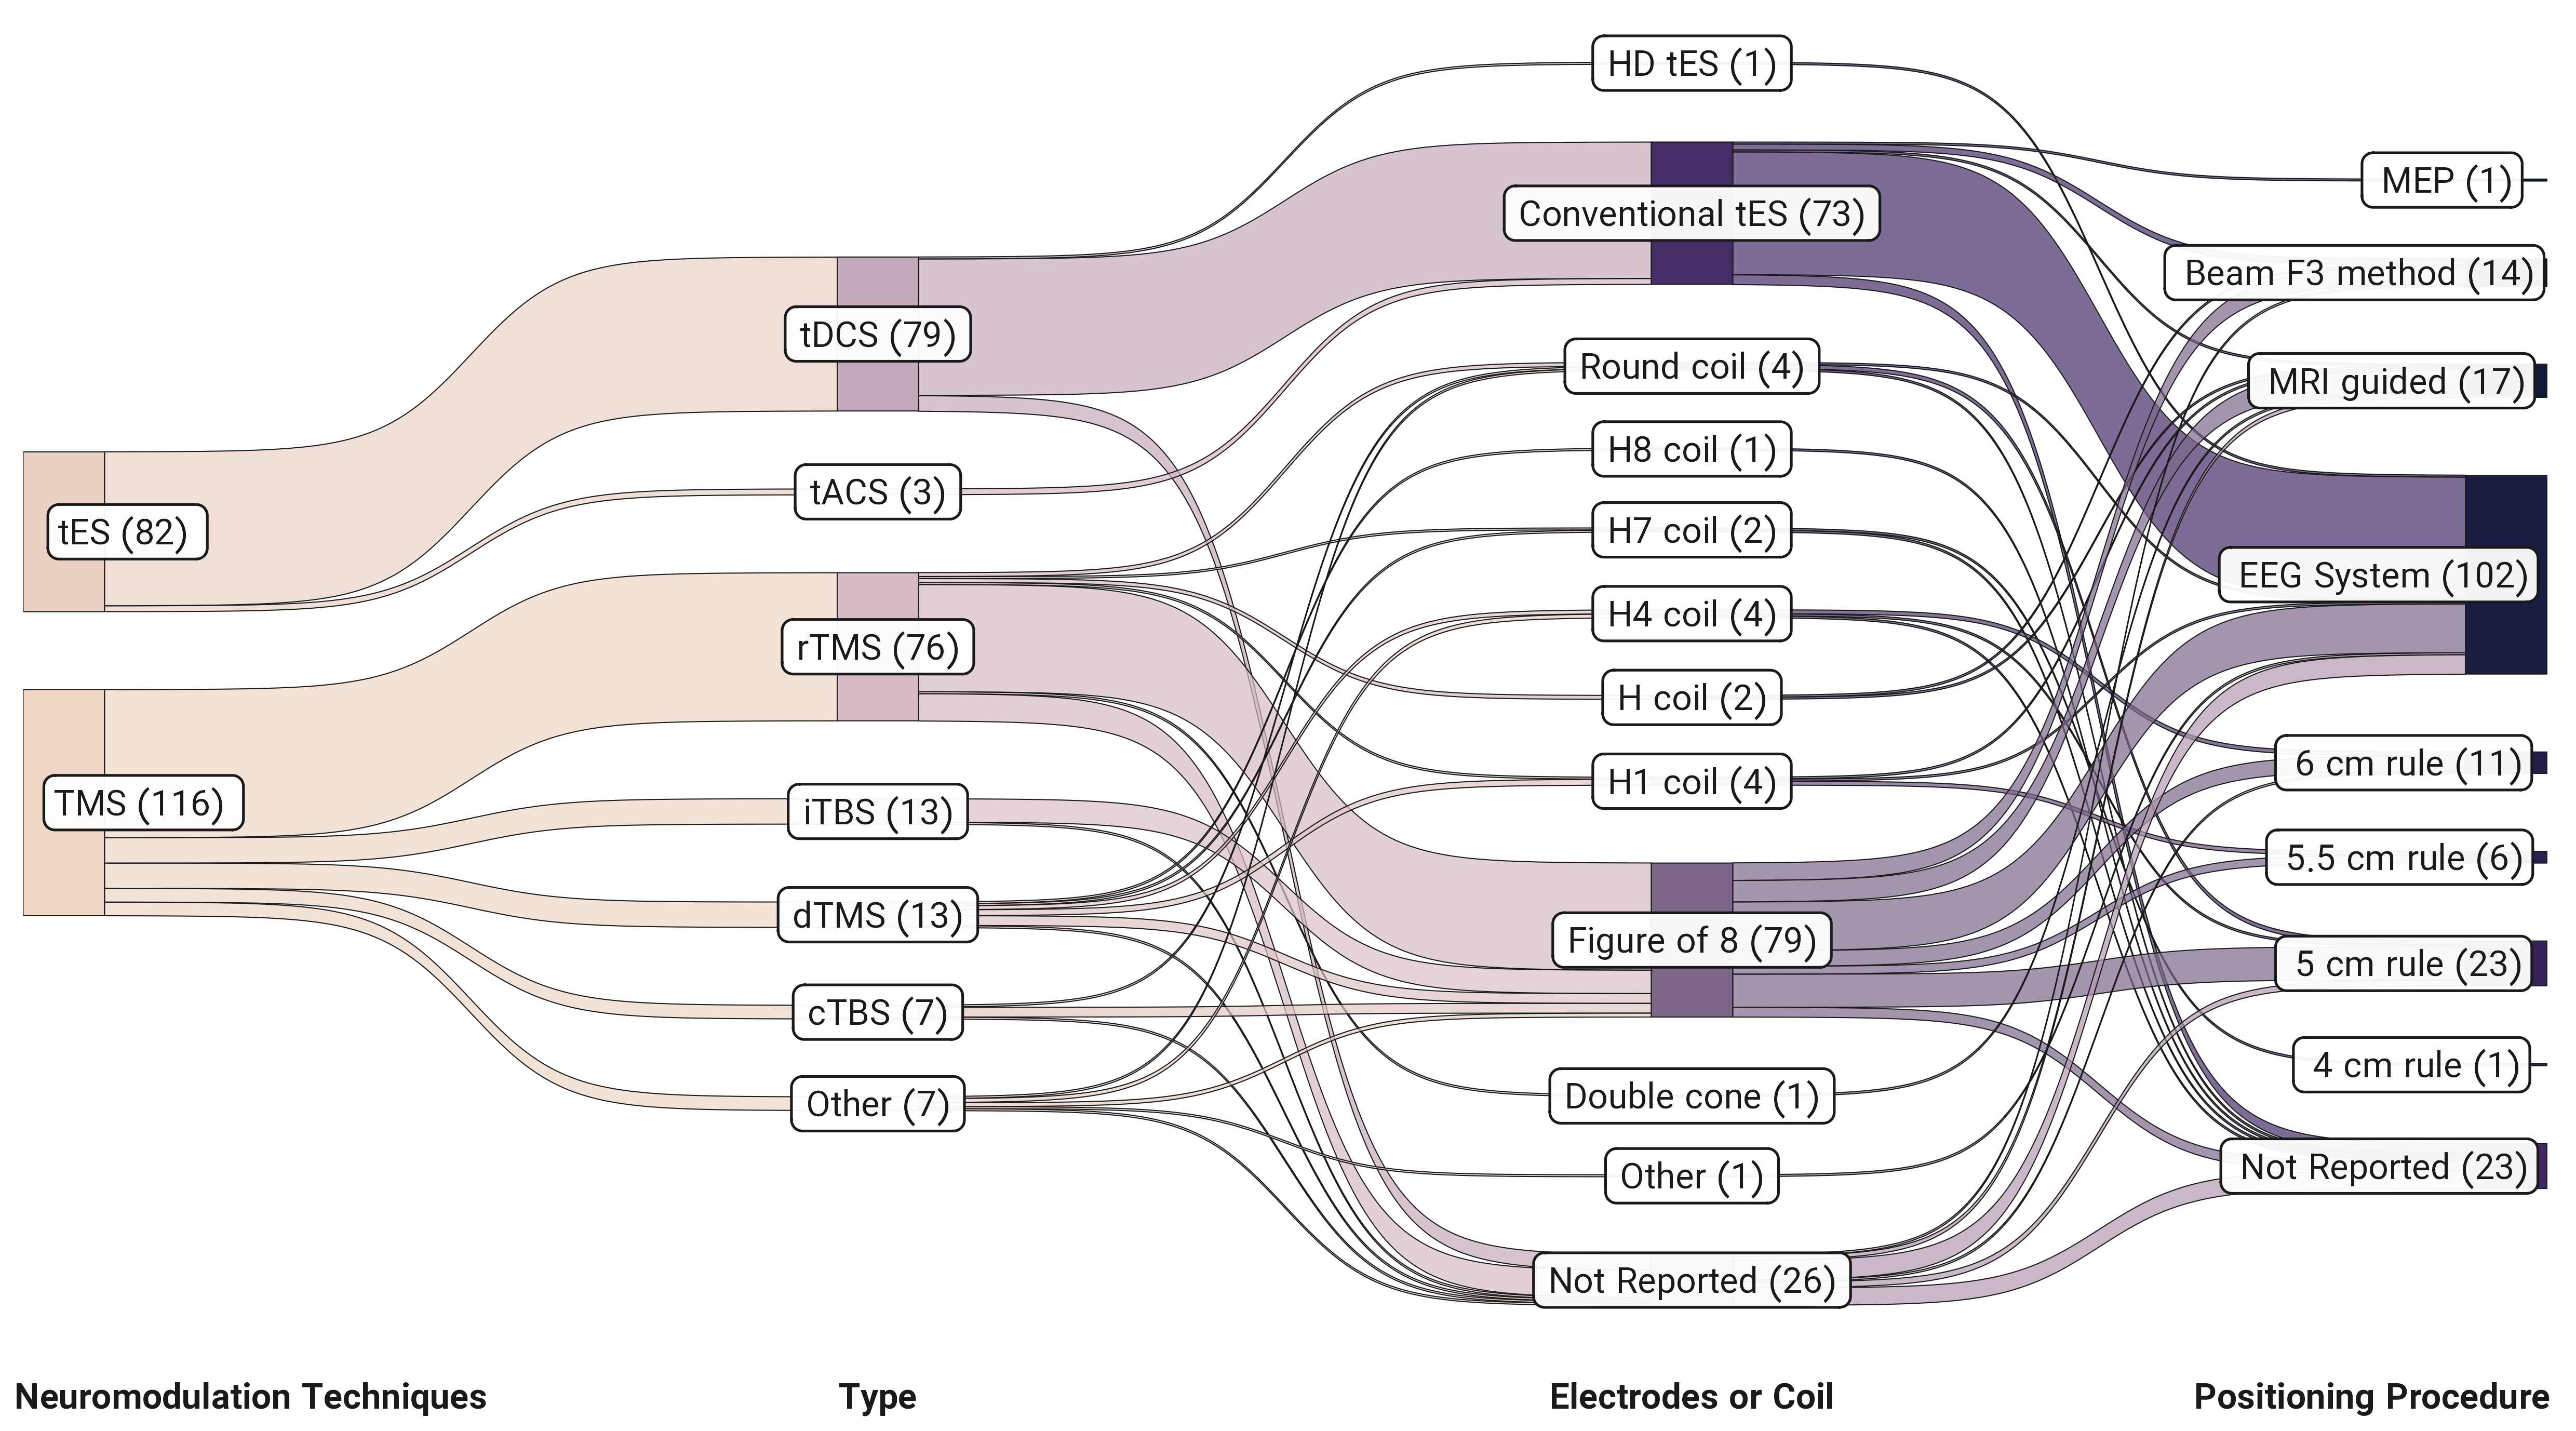 tES (82)
TMS (116)
tDCS (79)
tACS (3)
rTMS (76)
iTBS (13)
dTMS (13)
cTBS (7)
Other (7)
HD tES (1)
Conventional tES (73)
Round coil (4)
H8 coil (1)
H7 coil (2)
H4 coil (4)
H coil (2)
H1 coil (4)
Figure of 8 (79)
Double cone (1)
Other (1)
Not Reported (26)
MEP (1)
Beam F3 method (14)
MRI guided (17)
EEG System (102)
6 cm rule (11)
5.5 cm rule (6)
5 cm rule (23)
4 cm rule (1)
Not Reported (23)
Neuromodulation Techniques
Type
Electrodes or Coil
Positioning Procedure